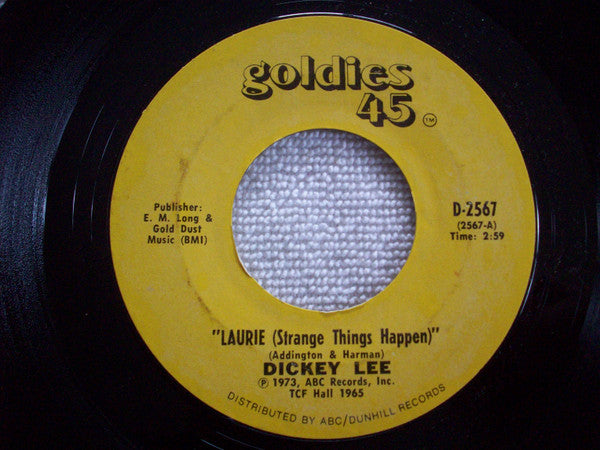 goldies
45 TM
Publisher:
E. M. Long &
Gold Dust
Music (BMI)
D-2567
(2567-A)
Time: 2:59
"LAURIE (Strange Things Happen)"
(Addington & Harman)
DICKEY LEE
℗ 1973, ABC Records, Inc.
TCF Hall 1965
DISTRIBUTED BY ABC/DUNHILL RECORDS